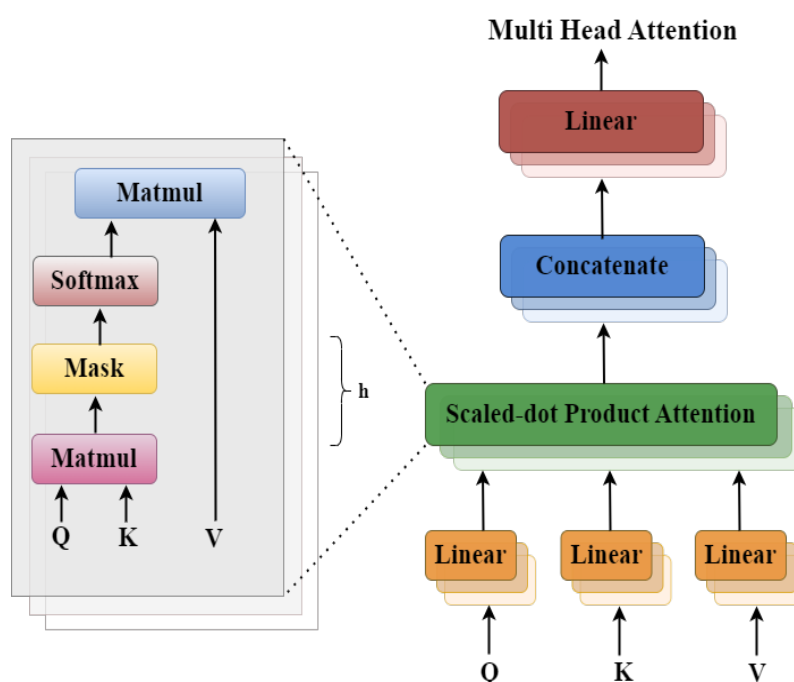 Multi Head Attention
Linear
Concatenate
Scaled-dot Product Attention
Linear
Linear
Linear
Q
K
V
Matmul
Softmax
Mask
Matmul
Q
K
V
h